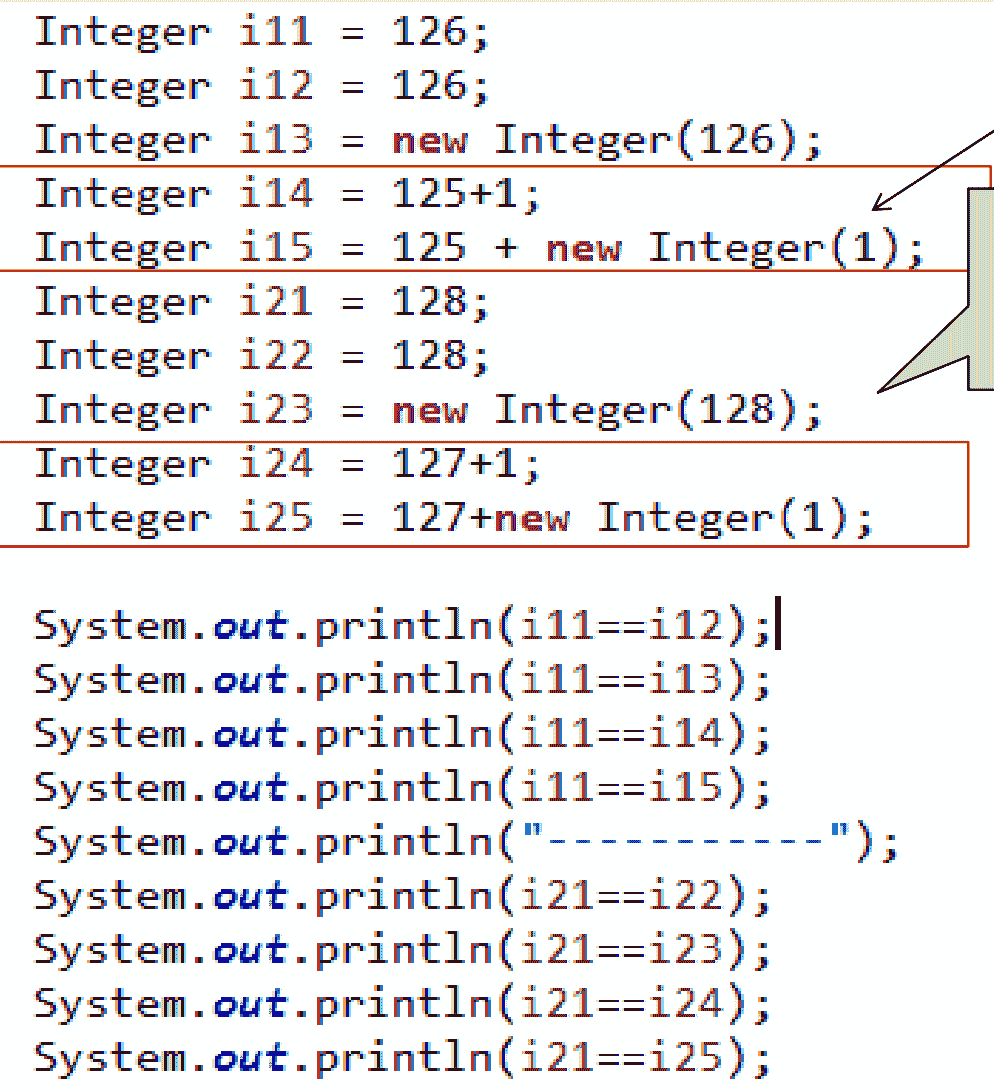 Integer i11 = 126;
Integer i12 = 126;
Integer i13 = new Integer(126);
Integer i14 = 125+1;
Integer i15 = 125 + new Integer(1);
Integer i21 = 128;
Integer i22 = 128;
Integer i23 = new Integer(128);
Integer i24 = 127+1;
Integer i25 = 127+new Integer(1);
System.out.println(i11==i12);
System.out.println(i11==i13);
System.out.println(i11==i14);
System.out.println(i11==i15);
System.out.println("-----------");
System.out.println(i21==i22);
System.out.println(i21==i23);
System.out.println(i21==i24);
System.out.println(i21==i25);